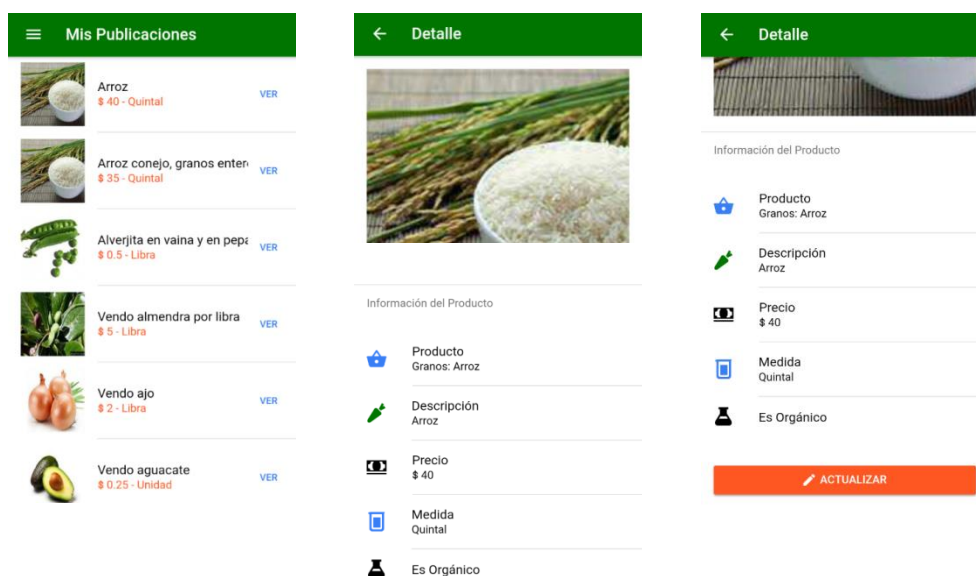 Mis Publicaciones
Arroz
$ 40 - Quintal
VER
Arroz conejo, granos entero
$ 35 - Quintal
VER
Alverjita en vaina y en pepa
$ 0.5 - Libra
VER
Vendo almendra por libra
$ 5 - Libra
VER
Vendo ajo
$ 2 - Libra
VER
Vendo aguacate
$ 0.25 - Unidad
VER
Detalle
Información del Producto
Producto
Granos: Arroz
Descripción
Arroz
Precio
$ 40
Medida
Quintal
Es Orgánico
Detalle
Información del Producto
Producto
Granos: Arroz
Descripción
Arroz
Precio
$ 40
Medida
Quintal
Es Orgánico
ACTUALIZAR